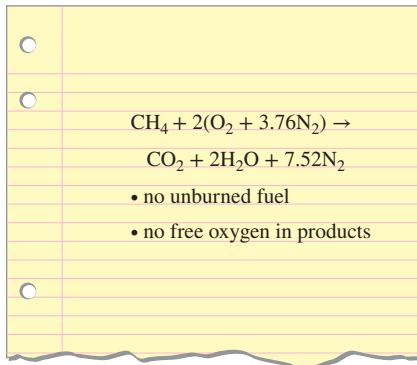 CH₄ + 2(O₂ + 3.76N₂) →
CO₂ + 2H₂O + 7.52N₂
• no unburned fuel
• no free oxygen in products